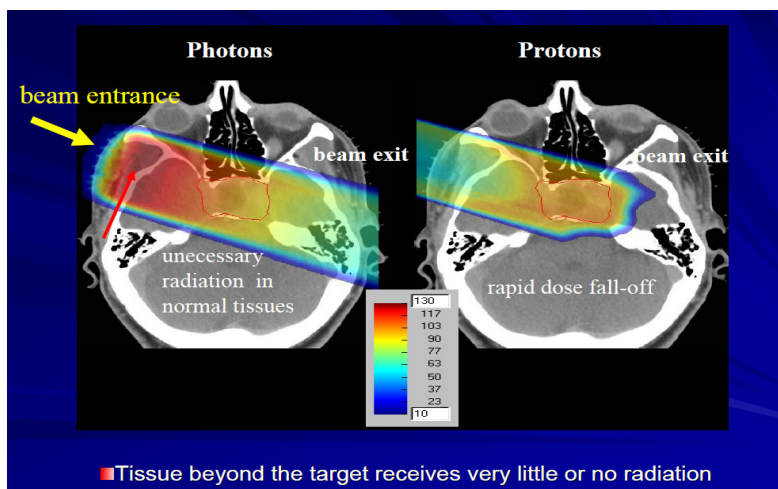 Photons
Protons
beam entrance
beam exit
beam exit
unecessary
radiation in
normal tissues
rapid dose fall-off
130
117
103
90
77
63
50
37
23
10
Tissue beyond the target receives very little or no radiation